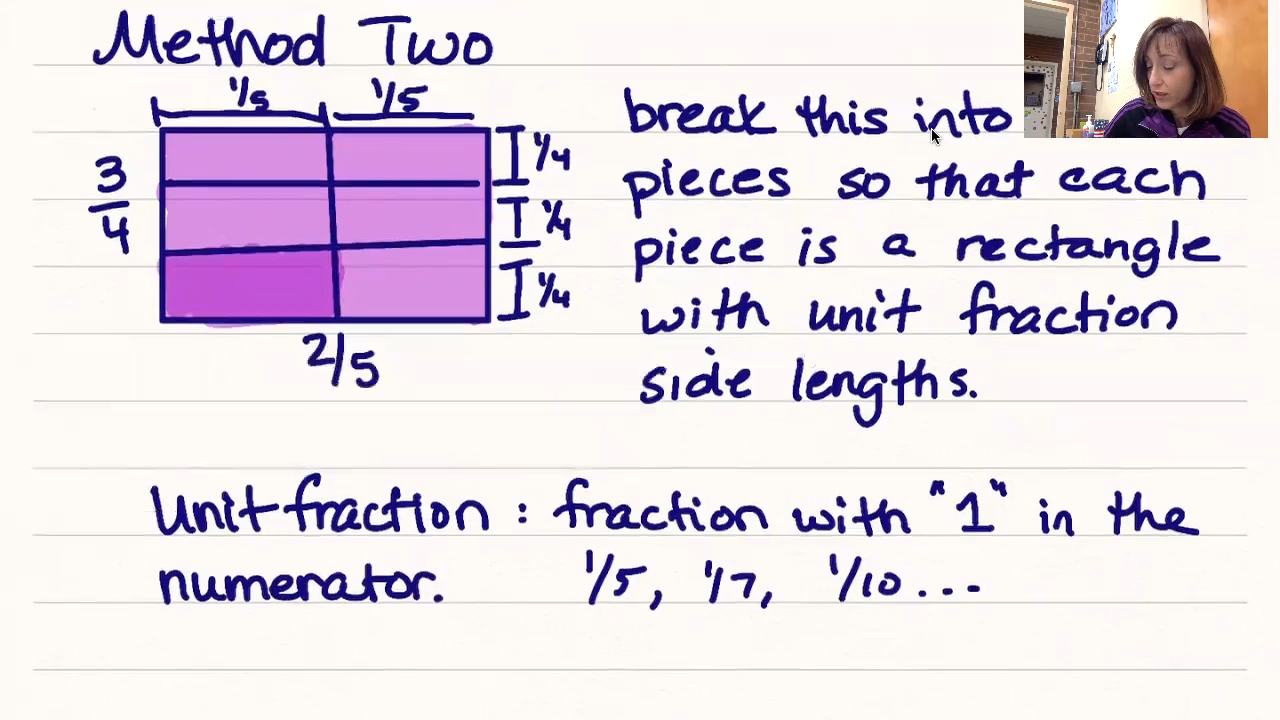 Method Two
1/5 1/5
3/4
1/4
1/4
1/4
2/5
break this into
pieces so that each
piece is a rectangle
with unit fraction
side lengths.
Unit fraction : fraction with "1" in the
numerator. 1/5, 1/7, 1/10...